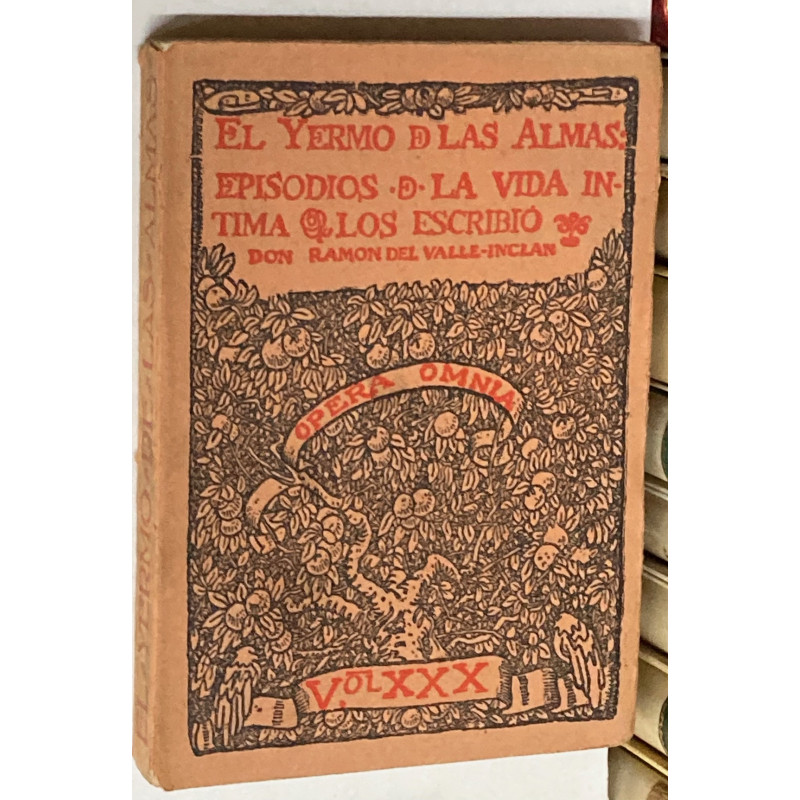 EL YERMO D LAS ALMAS:
EPISODIOS · D · LA VIDA IN-
TIMA LOS ESCRIBIÓ
DON RAMON DEL VALLE-INCLAN
OPERA OMNIA
V.OL XXX
EL YERMO DE LAS ALMAS